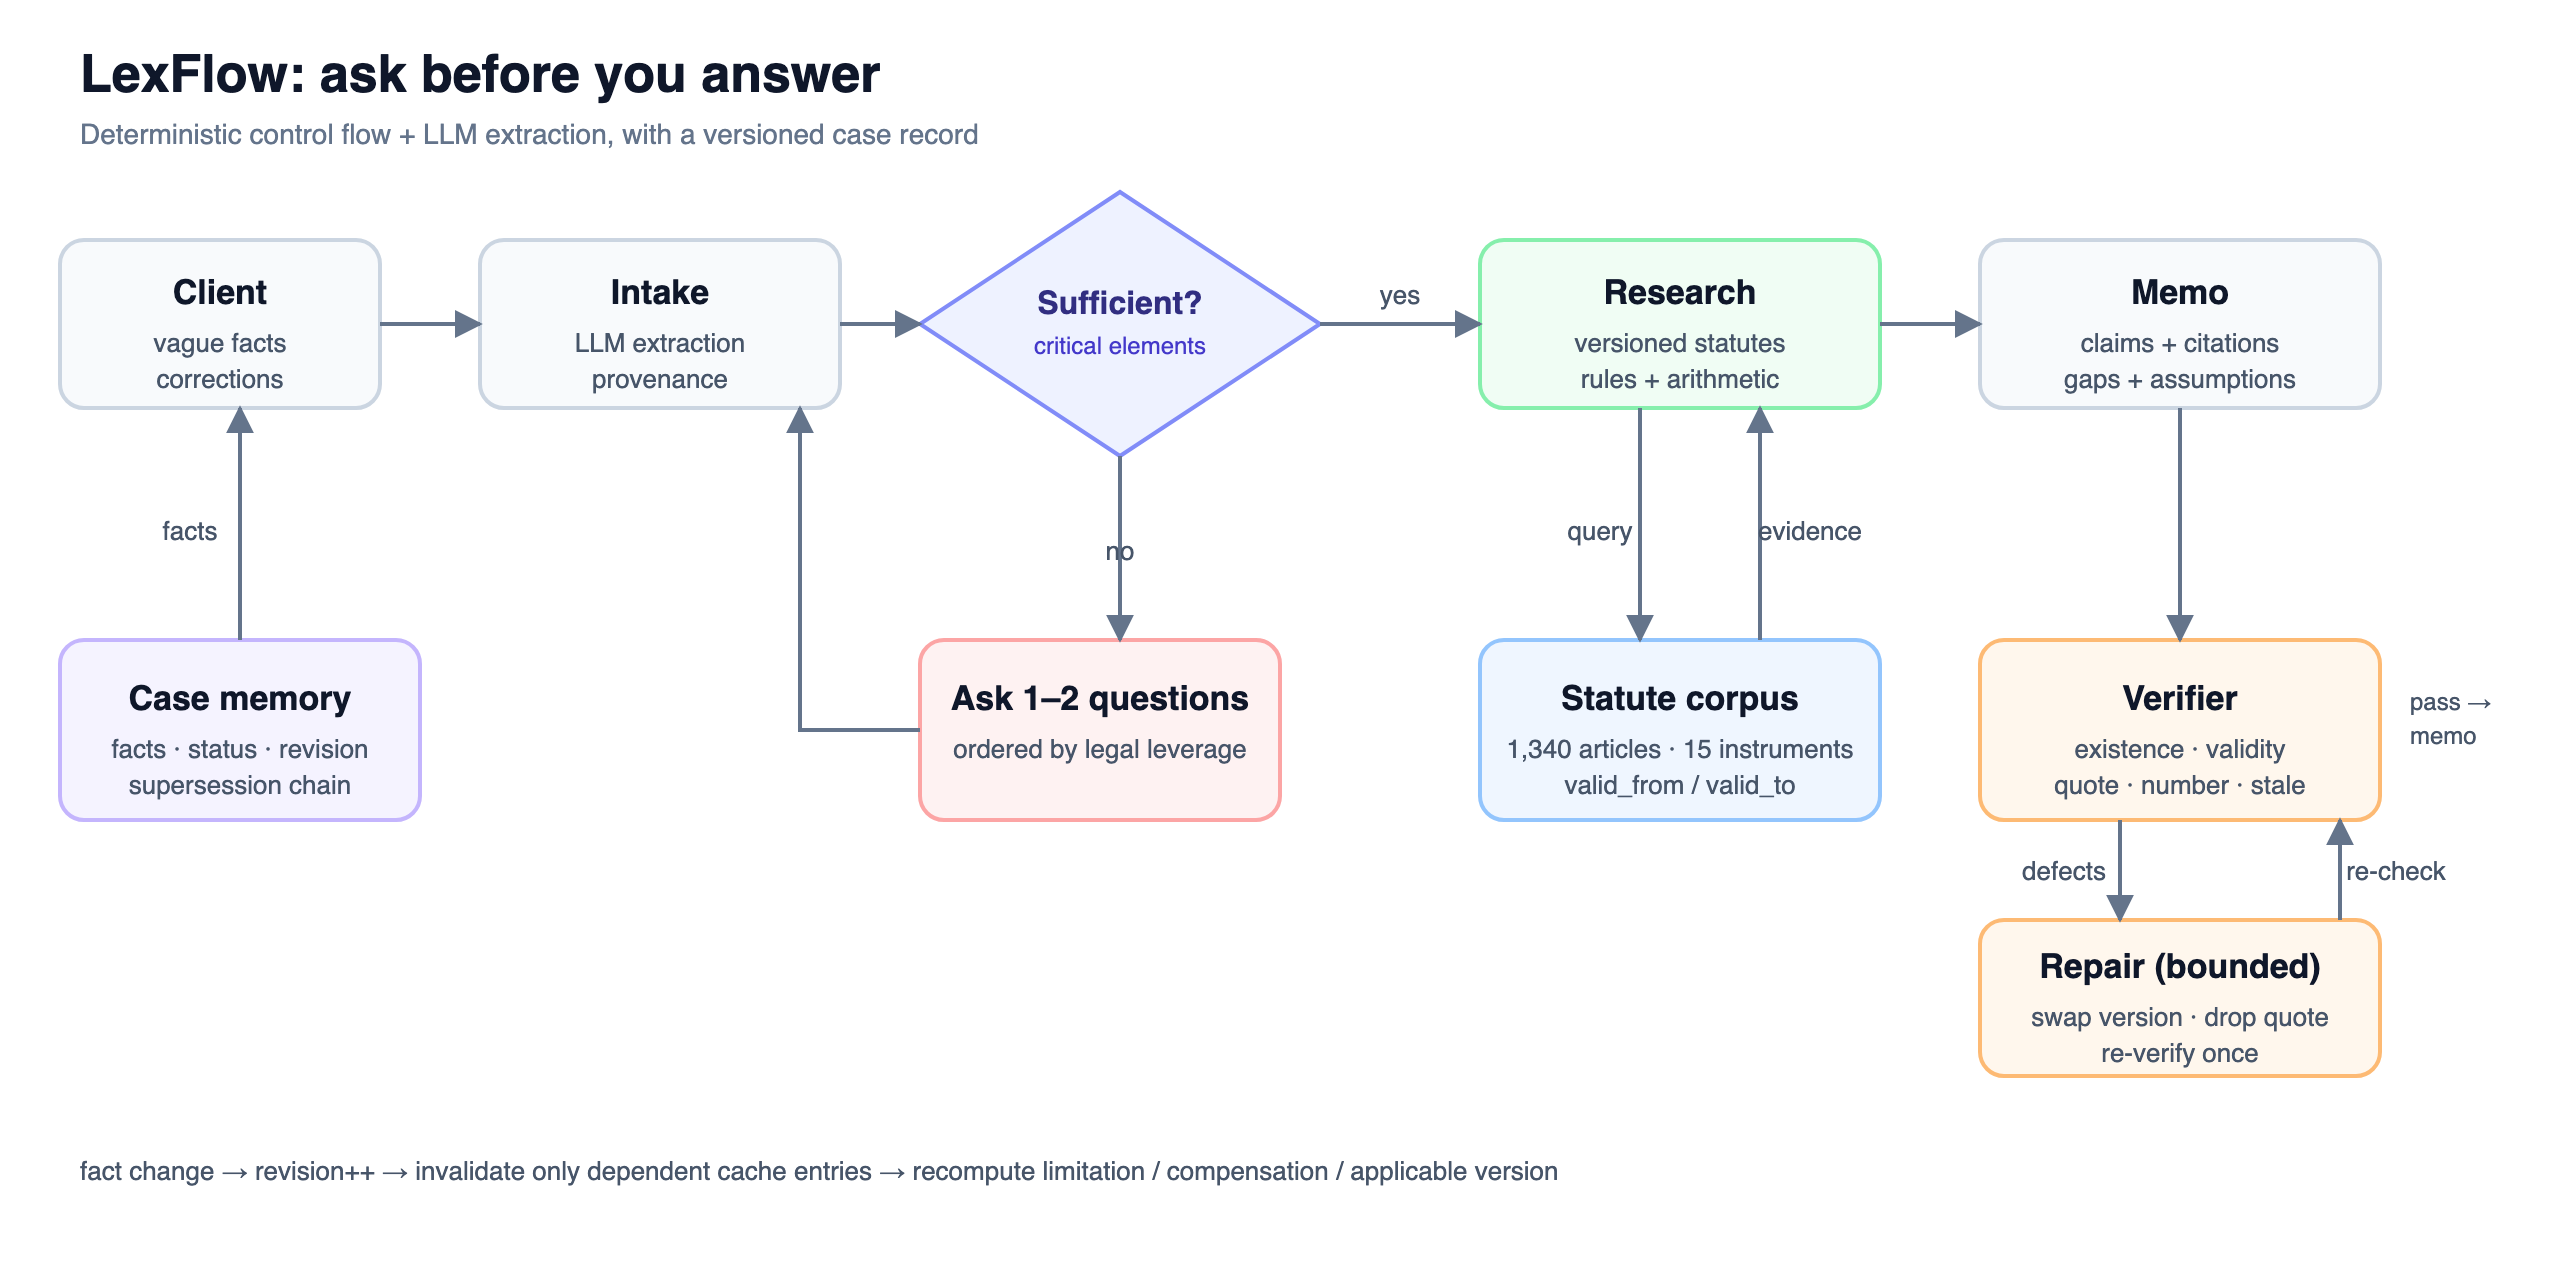 LexFlow: ask before you answer
Deterministic control flow + LLM extraction, with a versioned case record
Client
vague facts
corrections
Intake
LLM extraction
provenance
Sufficient?
critical elements
yes
Research
versioned statutes
rules + arithmetic
Memo
claims + citations
gaps + assumptions
facts
no
query
evidence
Case memory
facts · status · revision
supersession chain
Ask 1–2 questions
ordered by legal leverage
Statute corpus
1,340 articles · 15 instruments
valid_from / valid_to
Verifier
existence · validity
quote · number · stale
pass →
memo
defects
re-check
Repair (bounded)
swap version · drop quote
re-verify once
fact change → revision++ → invalidate only dependent cache entries → recompute limitation / compensation / applicable version